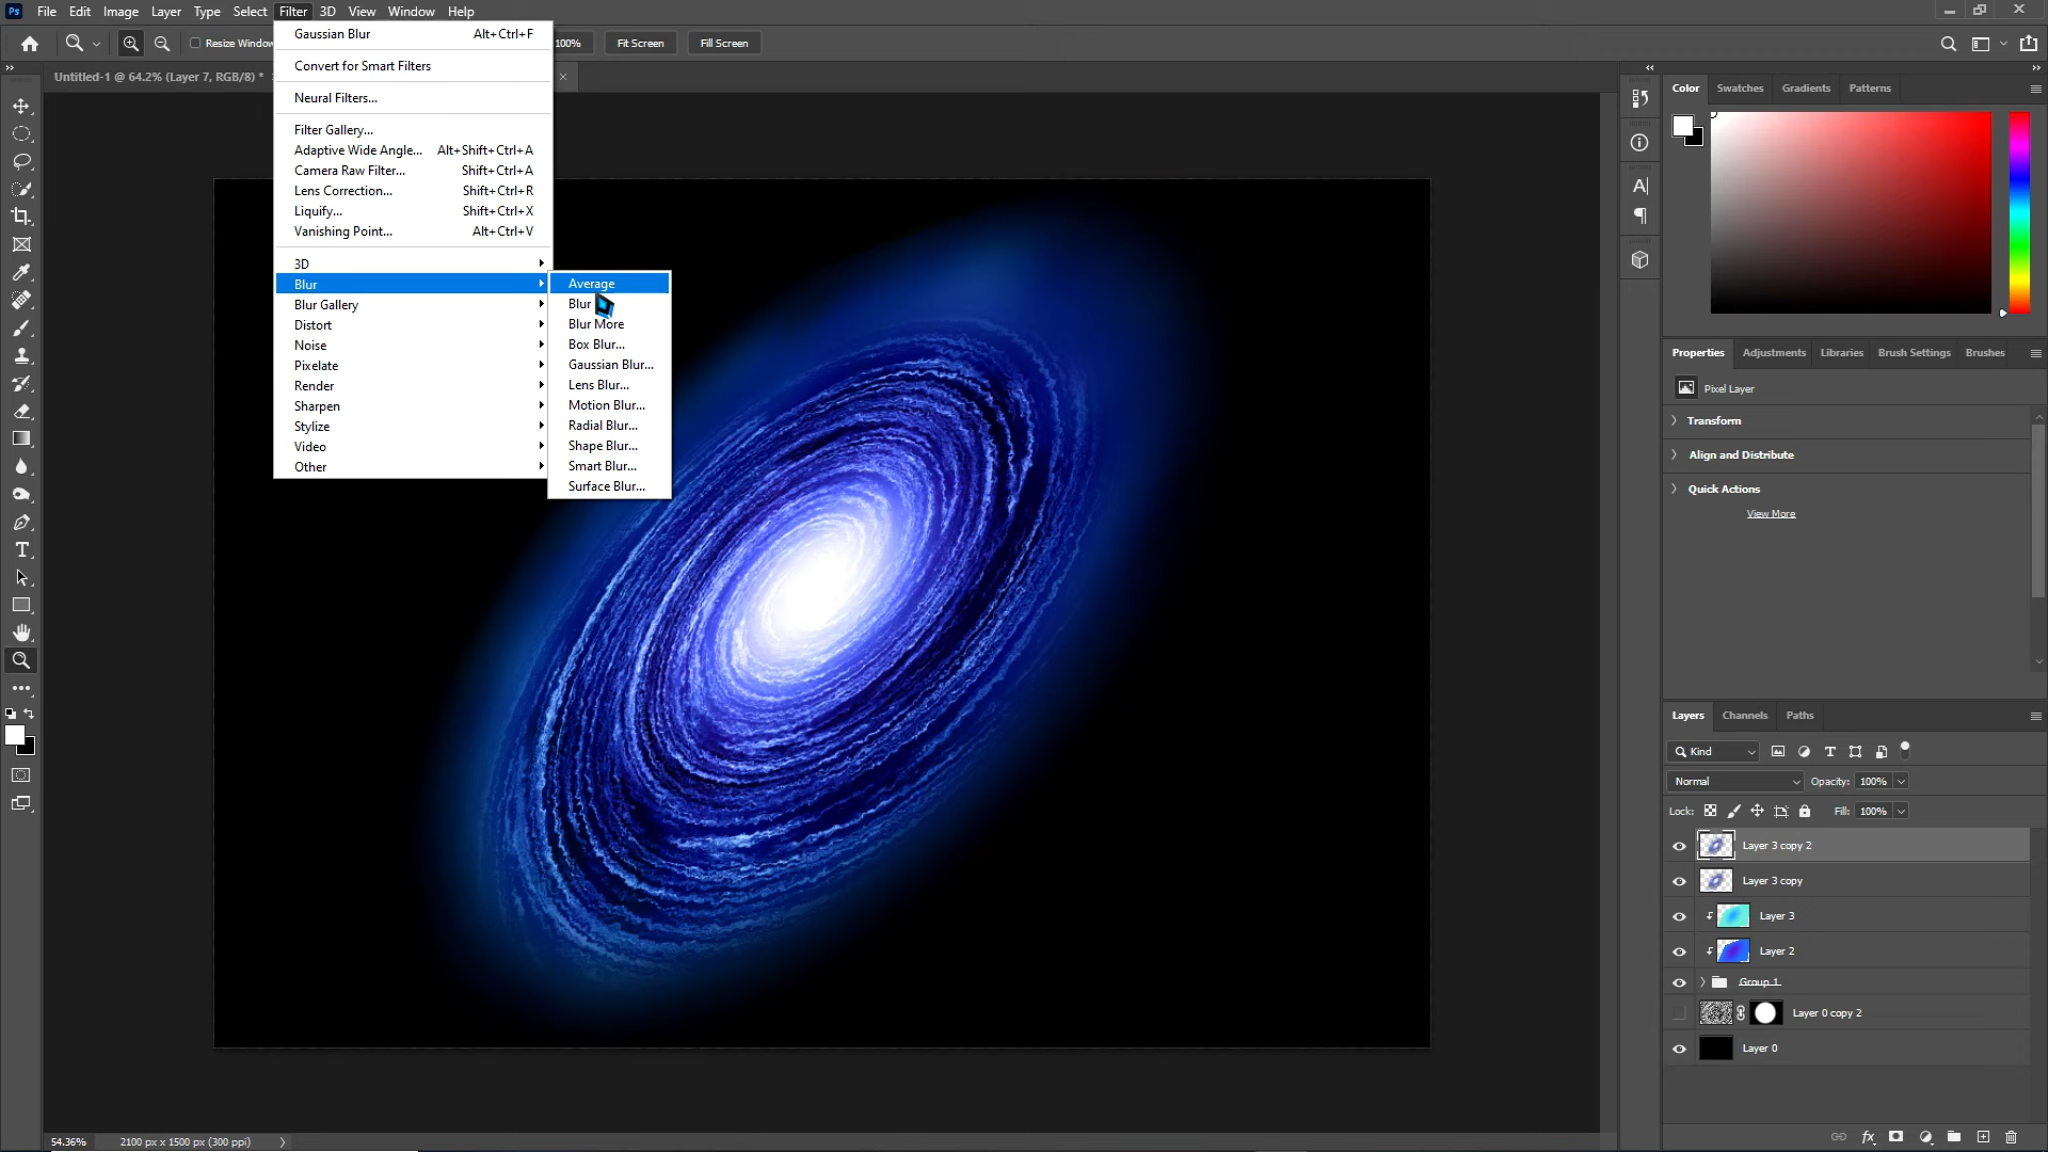 Ps File Edit Image Layer Type Select Filter 3D View Window Help
Resize Window
100% Fit Screen Fill Screen
Untitled-1 @ 64.2% (Layer 7, RGB/8) *
Gaussian Blur Alt+Ctrl+F
Convert for Smart Filters
Neural Filters...
Filter Gallery...
Adaptive Wide Angle... Alt+Shift+Ctrl+A
Camera Raw Filter... Shift+Ctrl+A
Lens Correction... Shift+Ctrl+R
Liquify... Shift+Ctrl+X
Vanishing Point... Alt+Ctrl+V
3D
Blur
Blur Gallery
Distort
Noise
Pixelate
Render
Sharpen
Stylize
Video
Other
Average
Blur
Blur More
Box Blur...
Gaussian Blur...
Lens Blur...
Motion Blur...
Radial Blur...
Shape Blur...
Smart Blur...
Surface Blur...
Color Swatches Gradients Patterns
Properties Adjustments Libraries Brush Settings Brushes
Pixel Layer
Transform
Align and Distribute
Quick Actions
View More
Layers Channels Paths
Kind
Normal Opacity: 100%
Lock: Fill: 100%
Layer 3 copy 2
Layer 3 copy
Layer 3
Layer 2
Group 1
Layer 0 copy 2
Layer 0
fx
54.36% 2100 px x 1500 px (300 ppi)